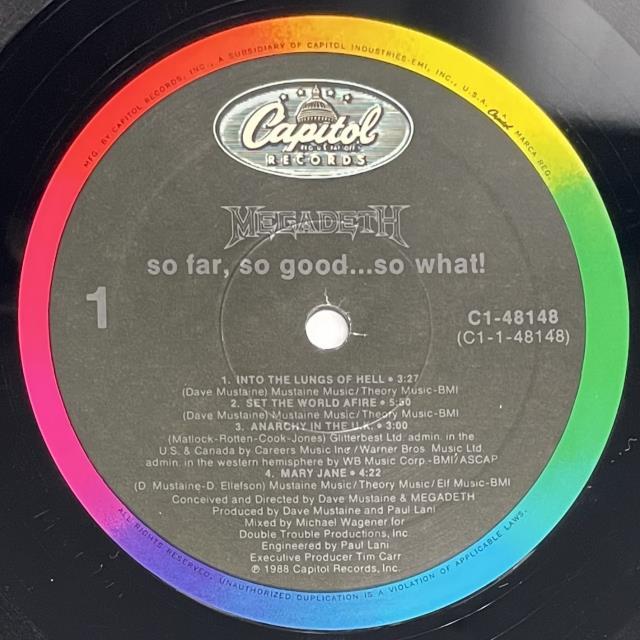 MFG. BY CAPITOL RECORDS, INC., A SUBSIDIARY OF CAPITOL INDUSTRIES-EMI, INC., U.S.A. Capitol MARCA REG.
Capitol
RECORDS
MEGADETH
so far, so good...so what!
1
C1-48148
(C1-1-48148)
1. INTO THE LUNGS OF HELL • 3:27
(Dave Mustaine) Mustaine Music/Theory Music-BMI
2. SET THE WORLD AFIRE • 5:50
(Dave Mustaine) Mustaine Music/Theory Music-BMI
3. ANARCHY IN THE U.K. • 3:00
(Matlock-Rotten-Cook-Jones) Glitterbest Ltd. admin. in the
U.S. & Canada by Careers Music Inc./Warner Bros. Music Ltd.
admin. in the western hemisphere by WB Music Corp.-BMI/ASCAP
4. MARY JANE • 4:22
(D. Mustaine-D. Ellefson) Mustaine Music/Theory Music/Elf Music-BMI
Conceived and Directed by Dave Mustaine & MEGADETH
Produced by Dave Mustaine and Paul Lani
Mixed by Michael Wagener for
Double Trouble Productions, Inc.
Engineered by Paul Lani
Executive Producer Tim Carr
℗ 1988 Capitol Records, Inc.
ALL RIGHTS RESERVED. UNAUTHORIZED DUPLICATION IS A VIOLATION OF APPLICABLE LAWS.